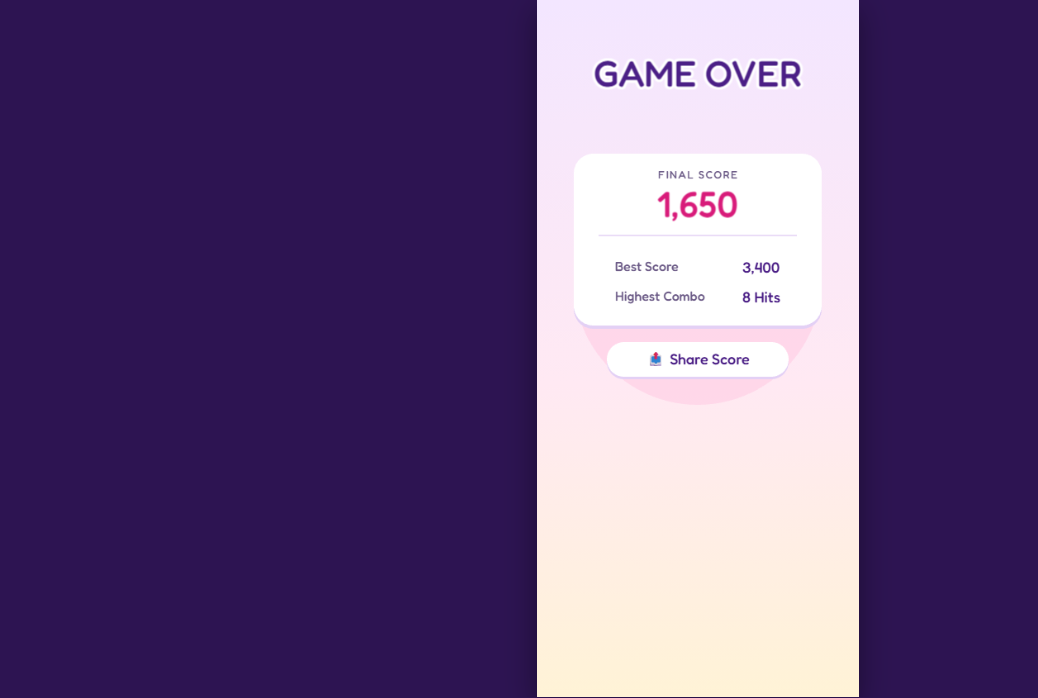 GAME OVER
FINAL SCORE
1,650
Best Score 3,400
Highest Combo 8 Hits
Share Score